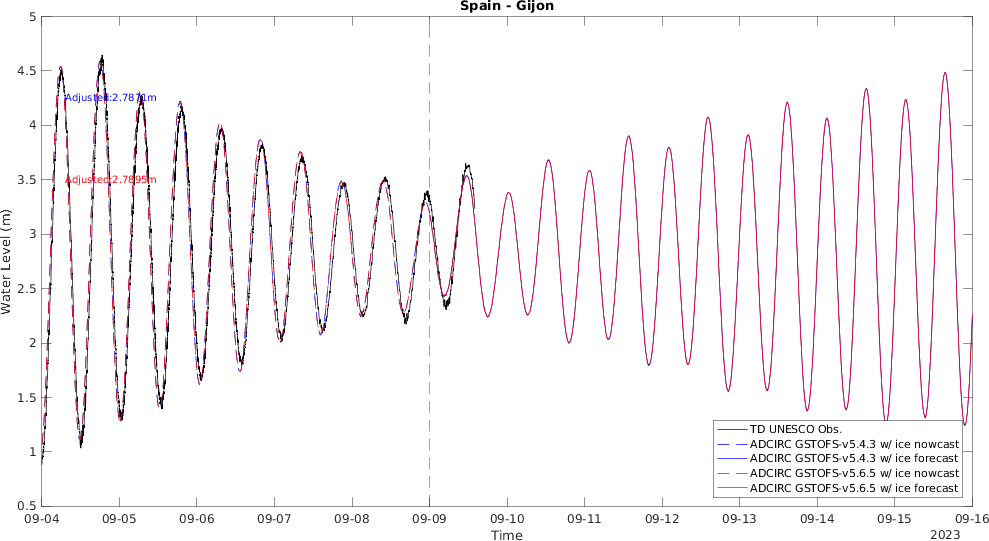 Spain - Gijon
5
4.5
4
3.5
3
2.5
2
1.5
1
0.5
Water Level (m)
Adjusted:2.7871m
Adjusted:2.7895m
TD UNESCO Obs.
ADCIRC GSTOFS-v5.4.3 w/ ice nowcast
ADCIRC GSTOFS-v5.4.3 w/ ice forecast
ADCIRC GSTOFS-v5.6.5 w/ ice nowcast
ADCIRC GSTOFS-v5.6.5 w/ ice forecast
09-04 09-05 09-06 09-07 09-08 09-09 09-10 09-11 09-12 09-13 09-14 09-15 09-16
Time
2023